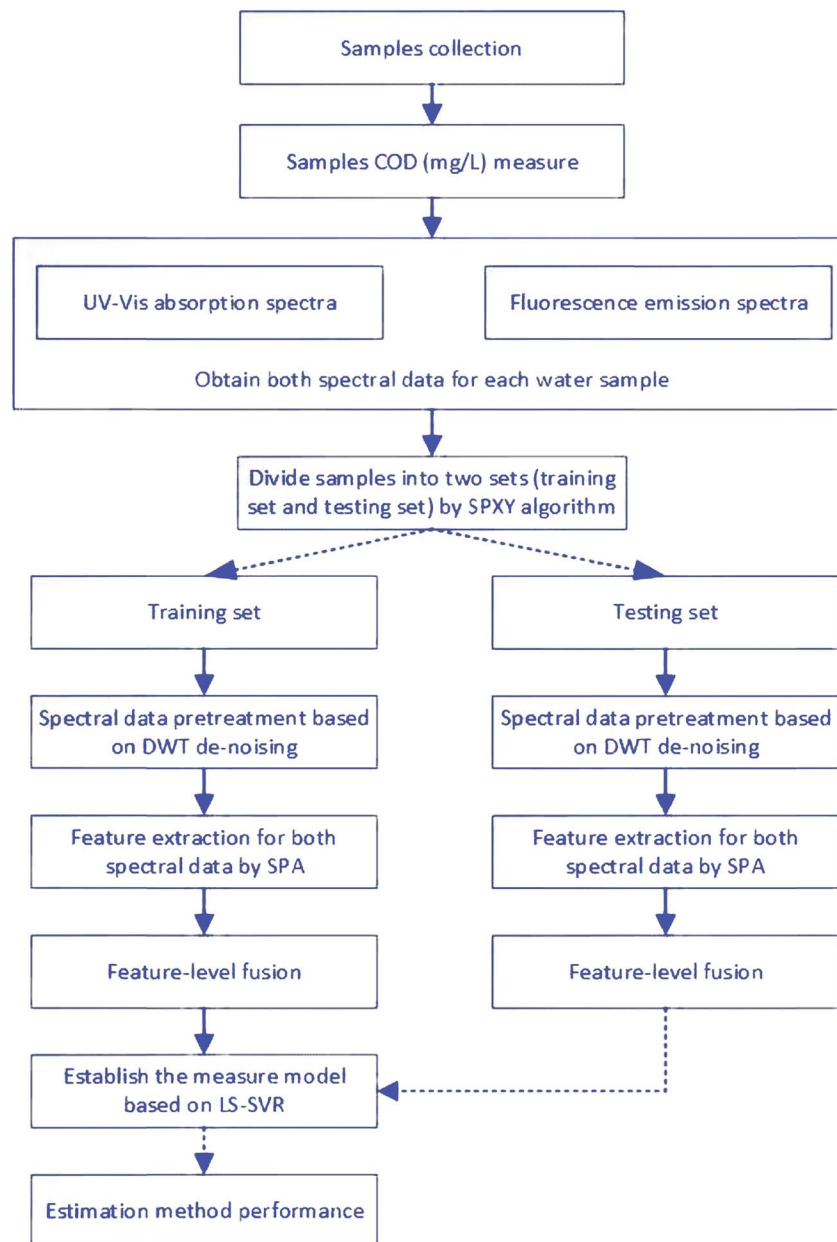 Samples collection
Samples COD (mg/L) measure
UV-Vis absorption spectra
Fluorescence emission spectra
Obtain both spectral data for each water sample
Divide samples into two sets (training
set and testing set) by SPXY algorithm
Training set
Testing set
Spectral data pretreatment based
on DWT de-noising
Spectral data pretreatment based
on DWT de-noising
Feature extraction for both
spectral data by SPA
Feature extraction for both
spectral data by SPA
Feature-level fusion
Feature-level fusion
Establish the measure model
based on LS-SVR
Estimation method performance